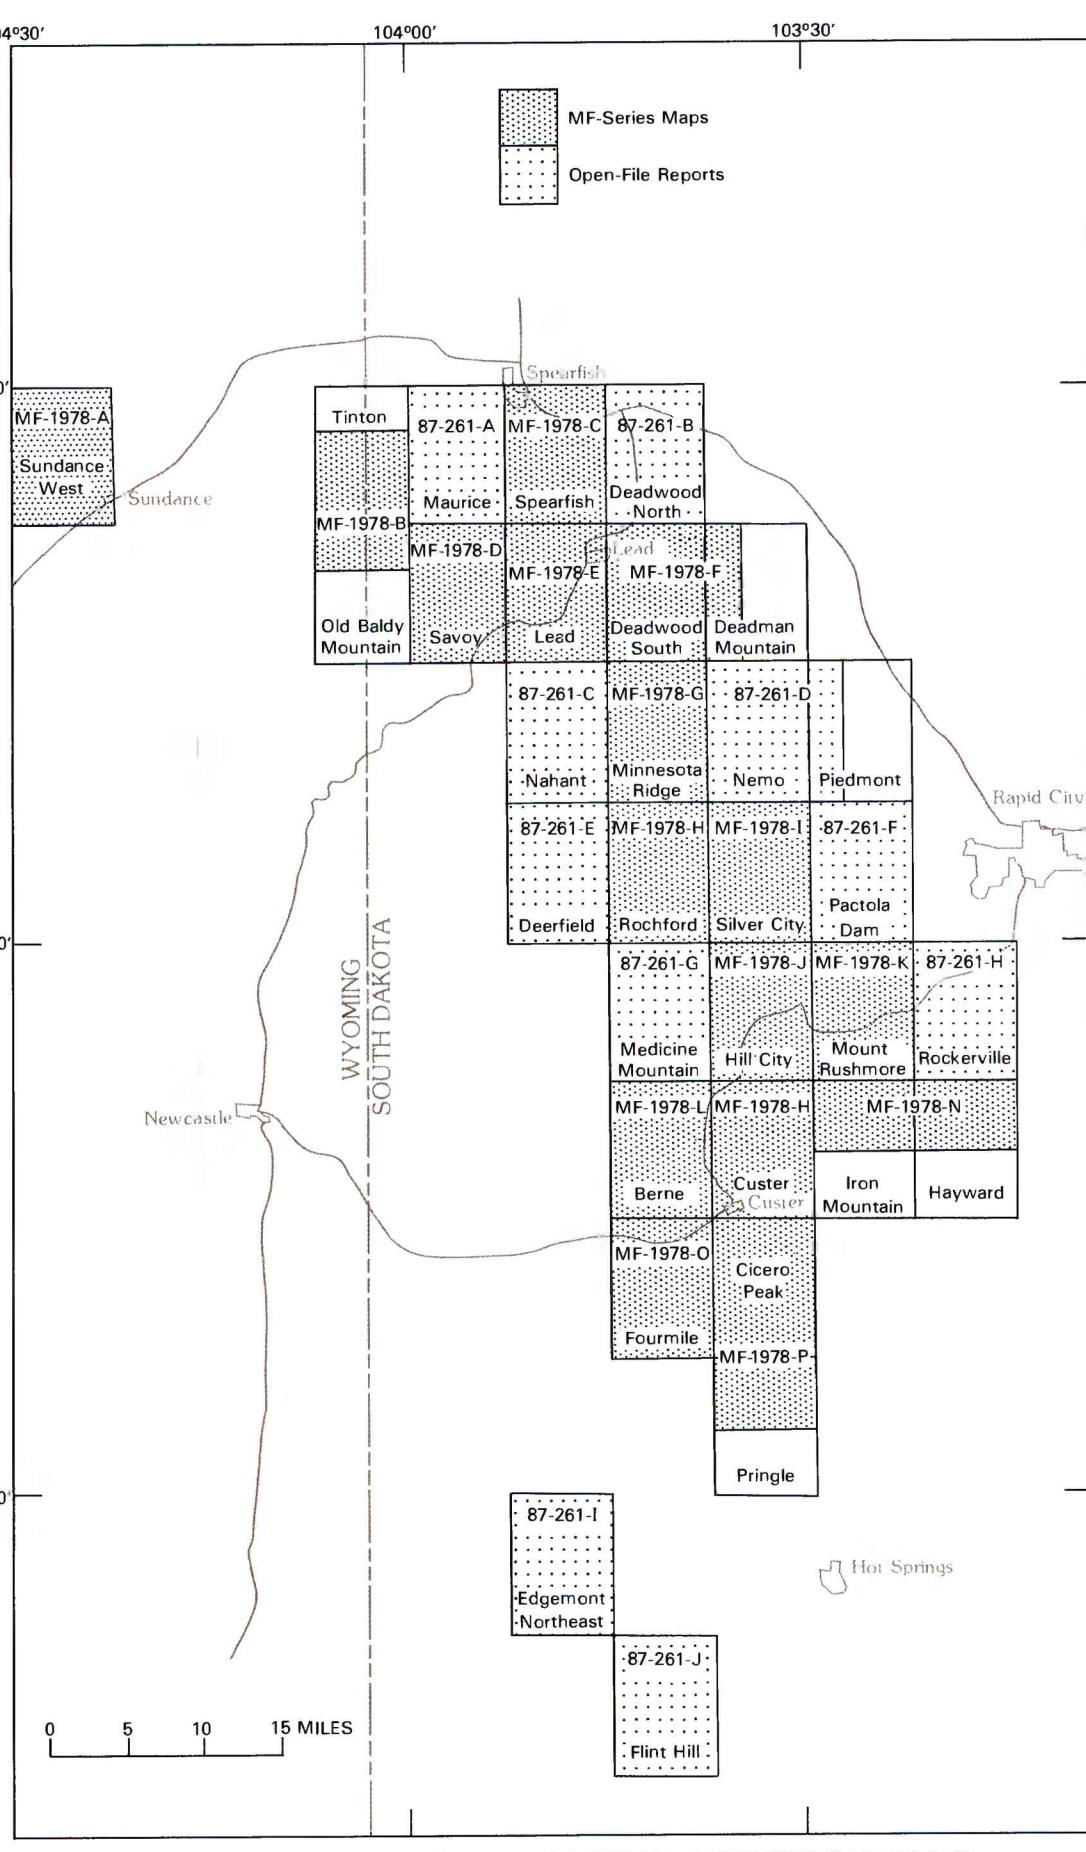 4º30′
104º00′
103º30′
MF-Series Maps
Open-File Reports
Spearfish
0′
MF-1978-A
Sundance
West
Sundance
Tinton
MF-1978-B
Old Baldy
Mountain
87-261-A
Maurice
MF-1978-C
Spearfish
87-261-B
Deadwood
North
MF-1978-D
Savoy
MF-1978-E
Lead
Lead
MF-1978-F
Deadwood
South
Deadman
Mountain
87-261-C
Nahant
MF-1978-G
Minnesota
Ridge
87-261-D
Nemo
Piedmont
Rapid City
87-261-E
Deerfield
MF-1978-H
Rochford
MF-1978-I
Silver City
87-261-F
Pactola
Dam
0′
WYOMING
SOUTH DAKOTA
87-261-G
Medicine
Mountain
MF-1978-J
Hill City
MF-1978-K
Mount
Rushmore
87-261-H
Rockerville
Newcastle
MF-1978-L
Berne
MF-1978-H
Custer
Custer
MF-1978-N
Iron
Mountain
Hayward
MF-1978-O
Fourmile
Cicero
Peak
MF-1978-P
Pringle
0′
87-261-I
Edgemont
Northeast
Hot Springs
87-261-J
Flint Hill
0 5 10 15 MILES